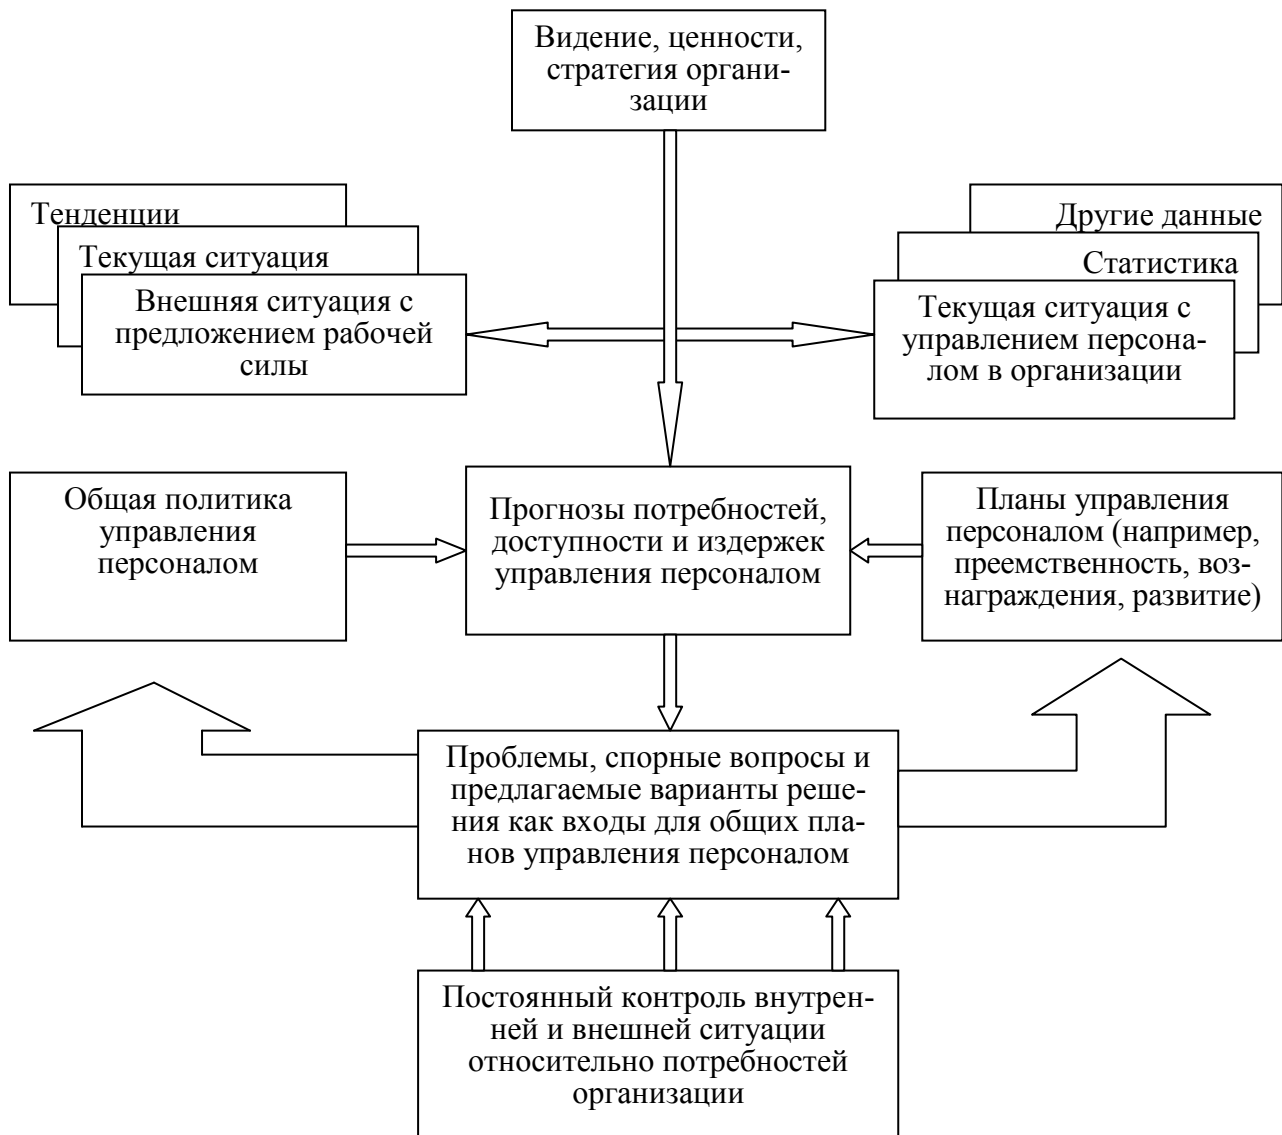 Видение, ценности,
стратегия органи-
зации
Тенденции
Текущая ситуация
Внешняя ситуация с
предложением рабочей
силы
Другие данные
Статистика
Текущая ситуация с
управлением персона-
лом в организации
Общая политика
управления
персоналом
Прогнозы потребностей,
доступности и издержек
управления персоналом
Планы управления
персоналом (например,
преемственность, воз-
награждения, развитие)
Проблемы, спорные вопросы и
предлагаемые варианты реше-
ния как входы для общих пла-
нов управления персоналом
Постоянный контроль внутрен-
ней и внешней ситуации
относительно потребностей
организации